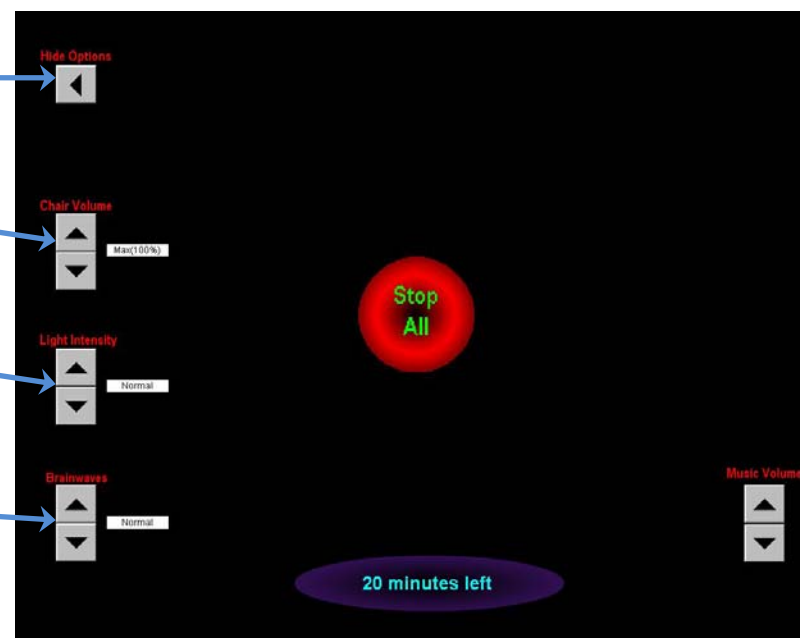 Hide Options
Chair Volume
Max(100%)
Stop
All
Light Intensity
Normal
Brainwaves
Normal
Music Volume
20 minutes left